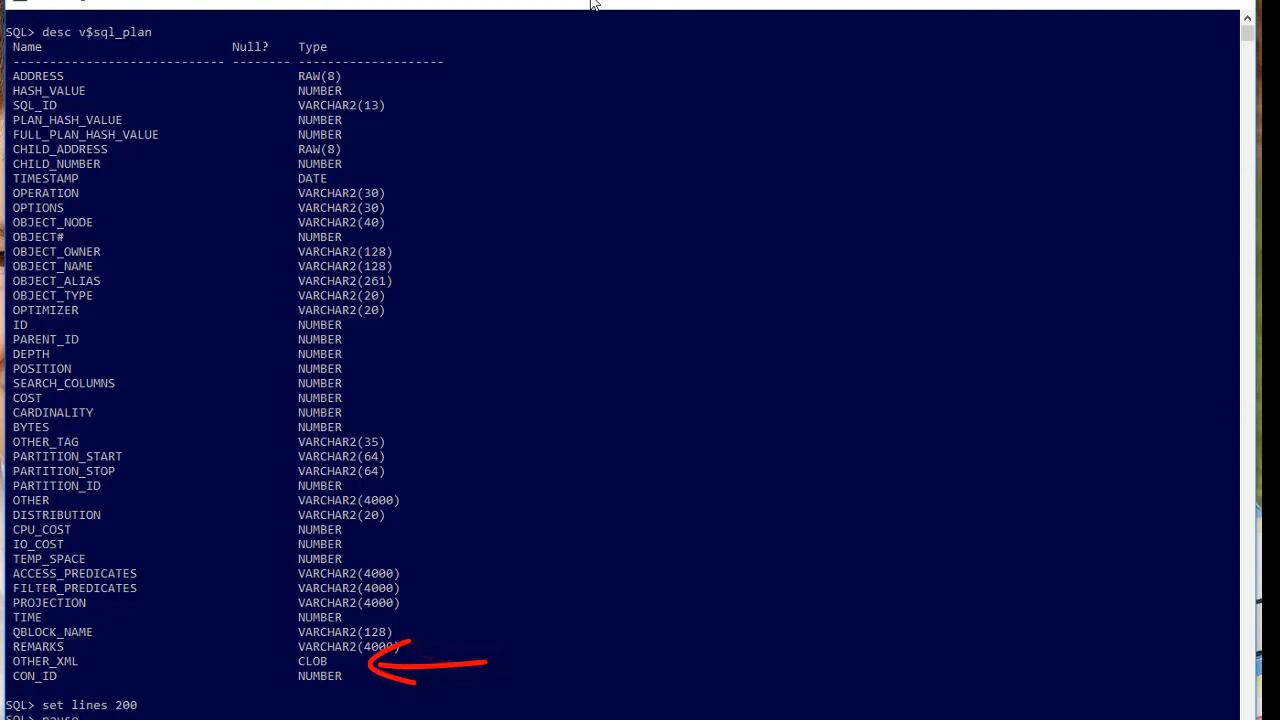 SQL> desc v$sql_plan
Name Null? Type
----------------------------- -------- --------------------
ADDRESS RAW(8)
HASH_VALUE NUMBER
SQL_ID VARCHAR2(13)
PLAN_HASH_VALUE NUMBER
FULL_PLAN_HASH_VALUE NUMBER
CHILD_ADDRESS RAW(8)
CHILD_NUMBER NUMBER
TIMESTAMP DATE
OPERATION VARCHAR2(30)
OPTIONS VARCHAR2(30)
OBJECT_NODE VARCHAR2(40)
OBJECT# NUMBER
OBJECT_OWNER VARCHAR2(128)
OBJECT_NAME VARCHAR2(128)
OBJECT_ALIAS VARCHAR2(261)
OBJECT_TYPE VARCHAR2(20)
OPTIMIZER VARCHAR2(20)
ID NUMBER
PARENT_ID NUMBER
DEPTH NUMBER
POSITION NUMBER
SEARCH_COLUMNS NUMBER
COST NUMBER
CARDINALITY NUMBER
BYTES NUMBER
OTHER_TAG VARCHAR2(35)
PARTITION_START VARCHAR2(64)
PARTITION_STOP VARCHAR2(64)
PARTITION_ID NUMBER
OTHER VARCHAR2(4000)
DISTRIBUTION VARCHAR2(20)
CPU_COST NUMBER
IO_COST NUMBER
TEMP_SPACE NUMBER
ACCESS_PREDICATES VARCHAR2(4000)
FILTER_PREDICATES VARCHAR2(4000)
PROJECTION VARCHAR2(4000)
TIME NUMBER
QBLOCK_NAME VARCHAR2(128)
REMARKS VARCHAR2(4000)
OTHER_XML CLOB
CON_ID NUMBER
SQL> set lines 200
SQL> pause